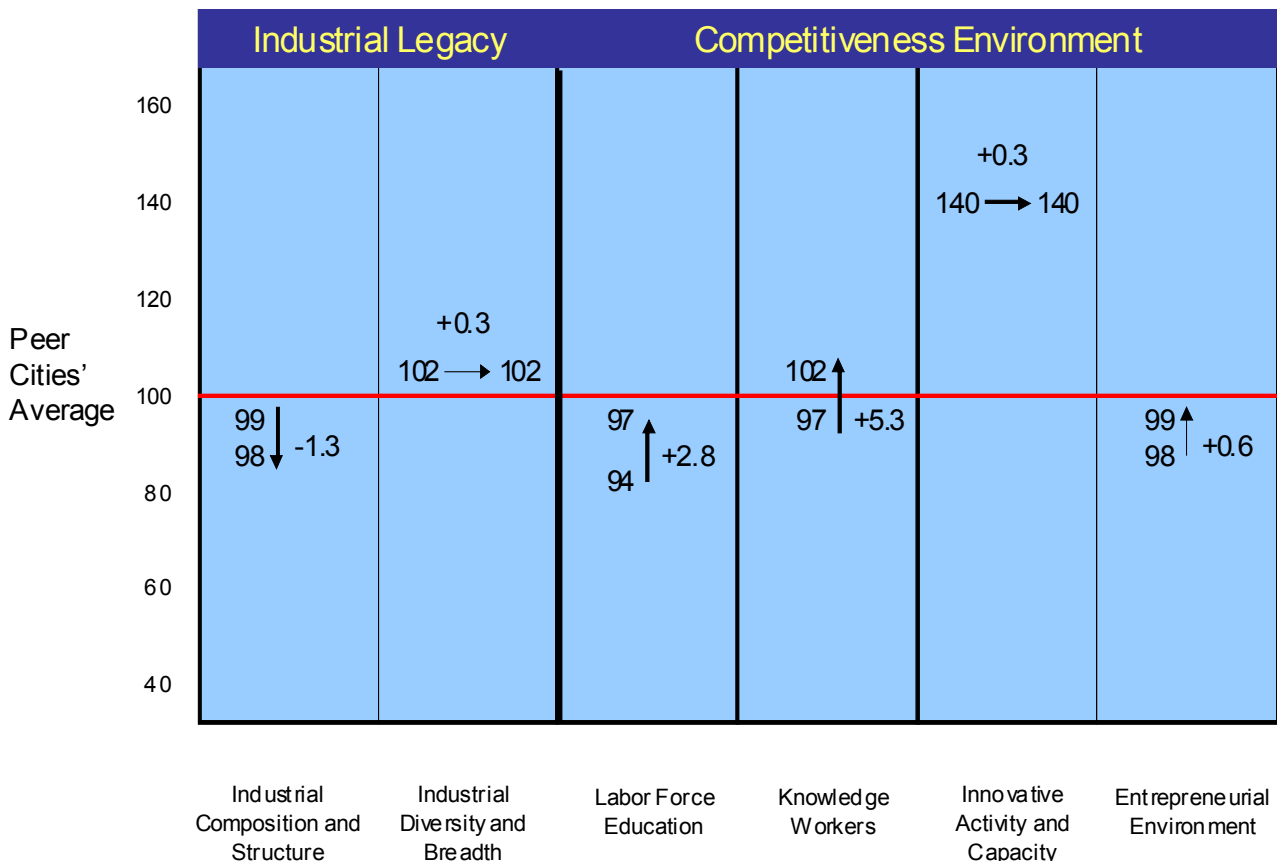 Industrial Legacy
Competitiveness Environment
160
140
120
100
80
60
40
Peer
Cities’
Average
99
98
-1.3
+0.3
102
102
97
94
+2.8
102
97
+5.3
+0.3
140
140
99
98
+0.6
Industrial
Composition and
Structure
Industrial
Diversity and
Breadth
Labor Force
Education
Knowledge
Workers
Innovative
Activity and
Capacity
Entrepreneurial
Environment